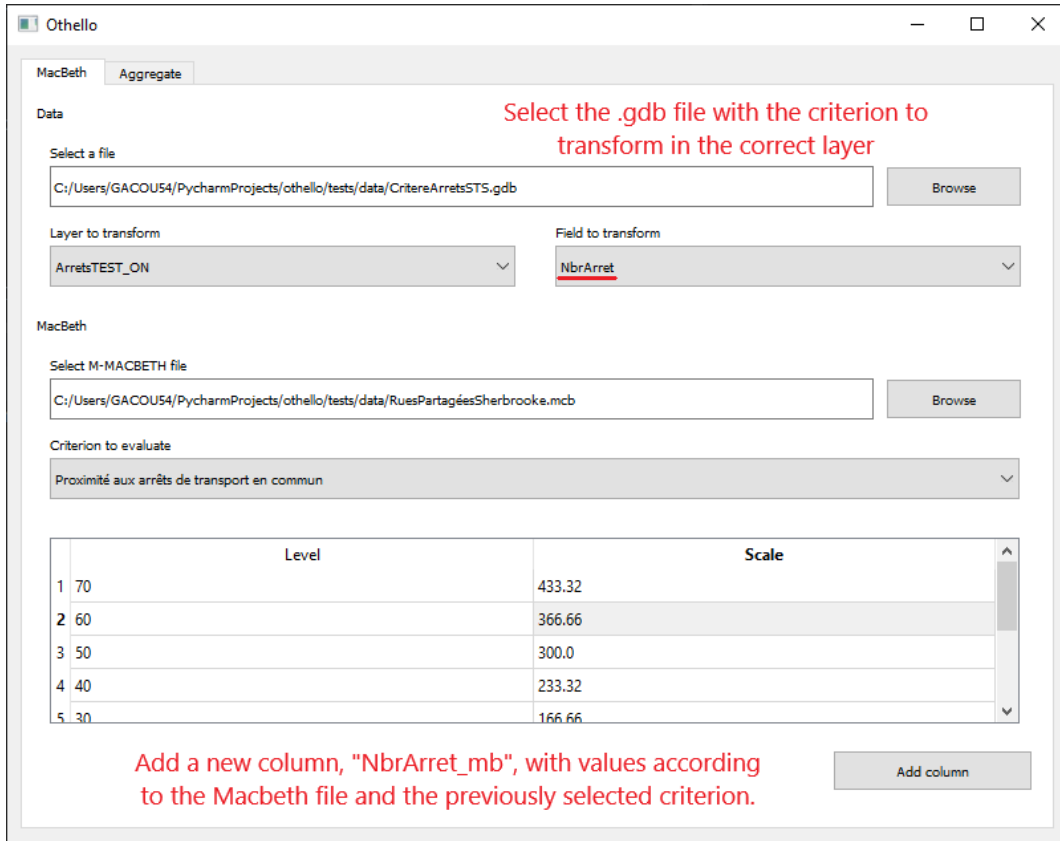 Othello
MacBeth Aggregate
Data
Select the .gdb file with the criterion to
transform in the correct layer
Select a file
C:/Users/GACOU54/PycharmProjects/othello/tests/data/CritereArretsSTS.gdb
Browse
Layer to transform Field to transform
ArretsTEST_ON NbrArret
MacBeth
Select M-MACBETH file
C:/Users/GACOU54/PycharmProjects/othello/tests/data/RuesPartagéesSherbrooke.mcb
Browse
Criterion to evaluate
Proximité aux arrêts de transport en commun
Level Scale
1 70 433.32
2 60 366.66
3 50 300.0
4 40 233.32
5 30 166.66
Add a new column, "NbrArret_mb", with values according
to the Macbeth file and the previously selected criterion.
Add column